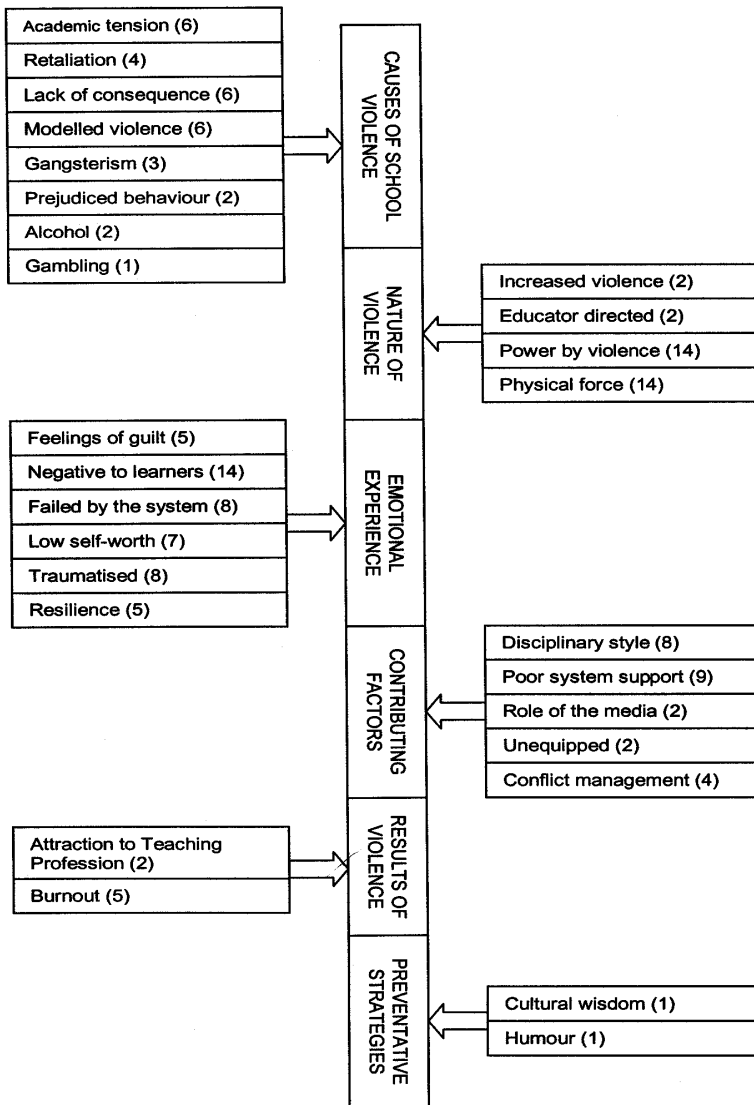 Academic tension (6)
Retaliation (4)
Lack of consequence (6)
Modelled violence (6)
Gangsterism (3)
Prejudiced behaviour (2)
Alcohol (2)
Gambling (1)
CAUSES OF SCHOOL
VIOLENCE
NATURE OF
VIOLENCE
Increased violence (2)
Educator directed (2)
Power by violence (14)
Physical force (14)
Feelings of guilt (5)
Negative to learners (14)
Failed by the system (8)
Low self-worth (7)
Traumatised (8)
Resilience (5)
EMOTIONAL
EXPERIENCE
CONTRIBUTING
FACTORS
Disciplinary style (8)
Poor system support (9)
Role of the media (2)
Unequipped (2)
Conflict management (4)
Attraction to Teaching
Profession (2)
Burnout (5)
RESULTS OF
VIOLENCE
PREVENTATIVE
STRATEGIES
Cultural wisdom (1)
Humour (1)